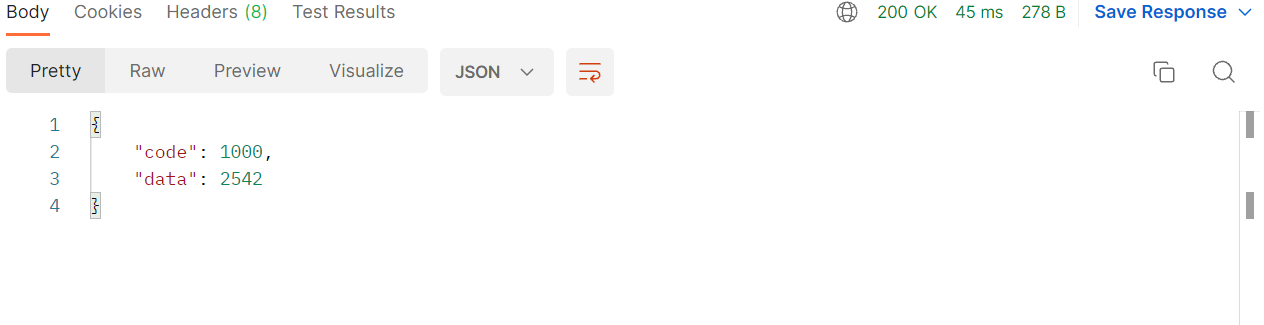 Body Cookies Headers (8) Test Results 200 OK 45 ms 278 B Save Response
Pretty Raw Preview Visualize JSON
1 {
2 "code": 1000,
3 "data": 2542
4 }